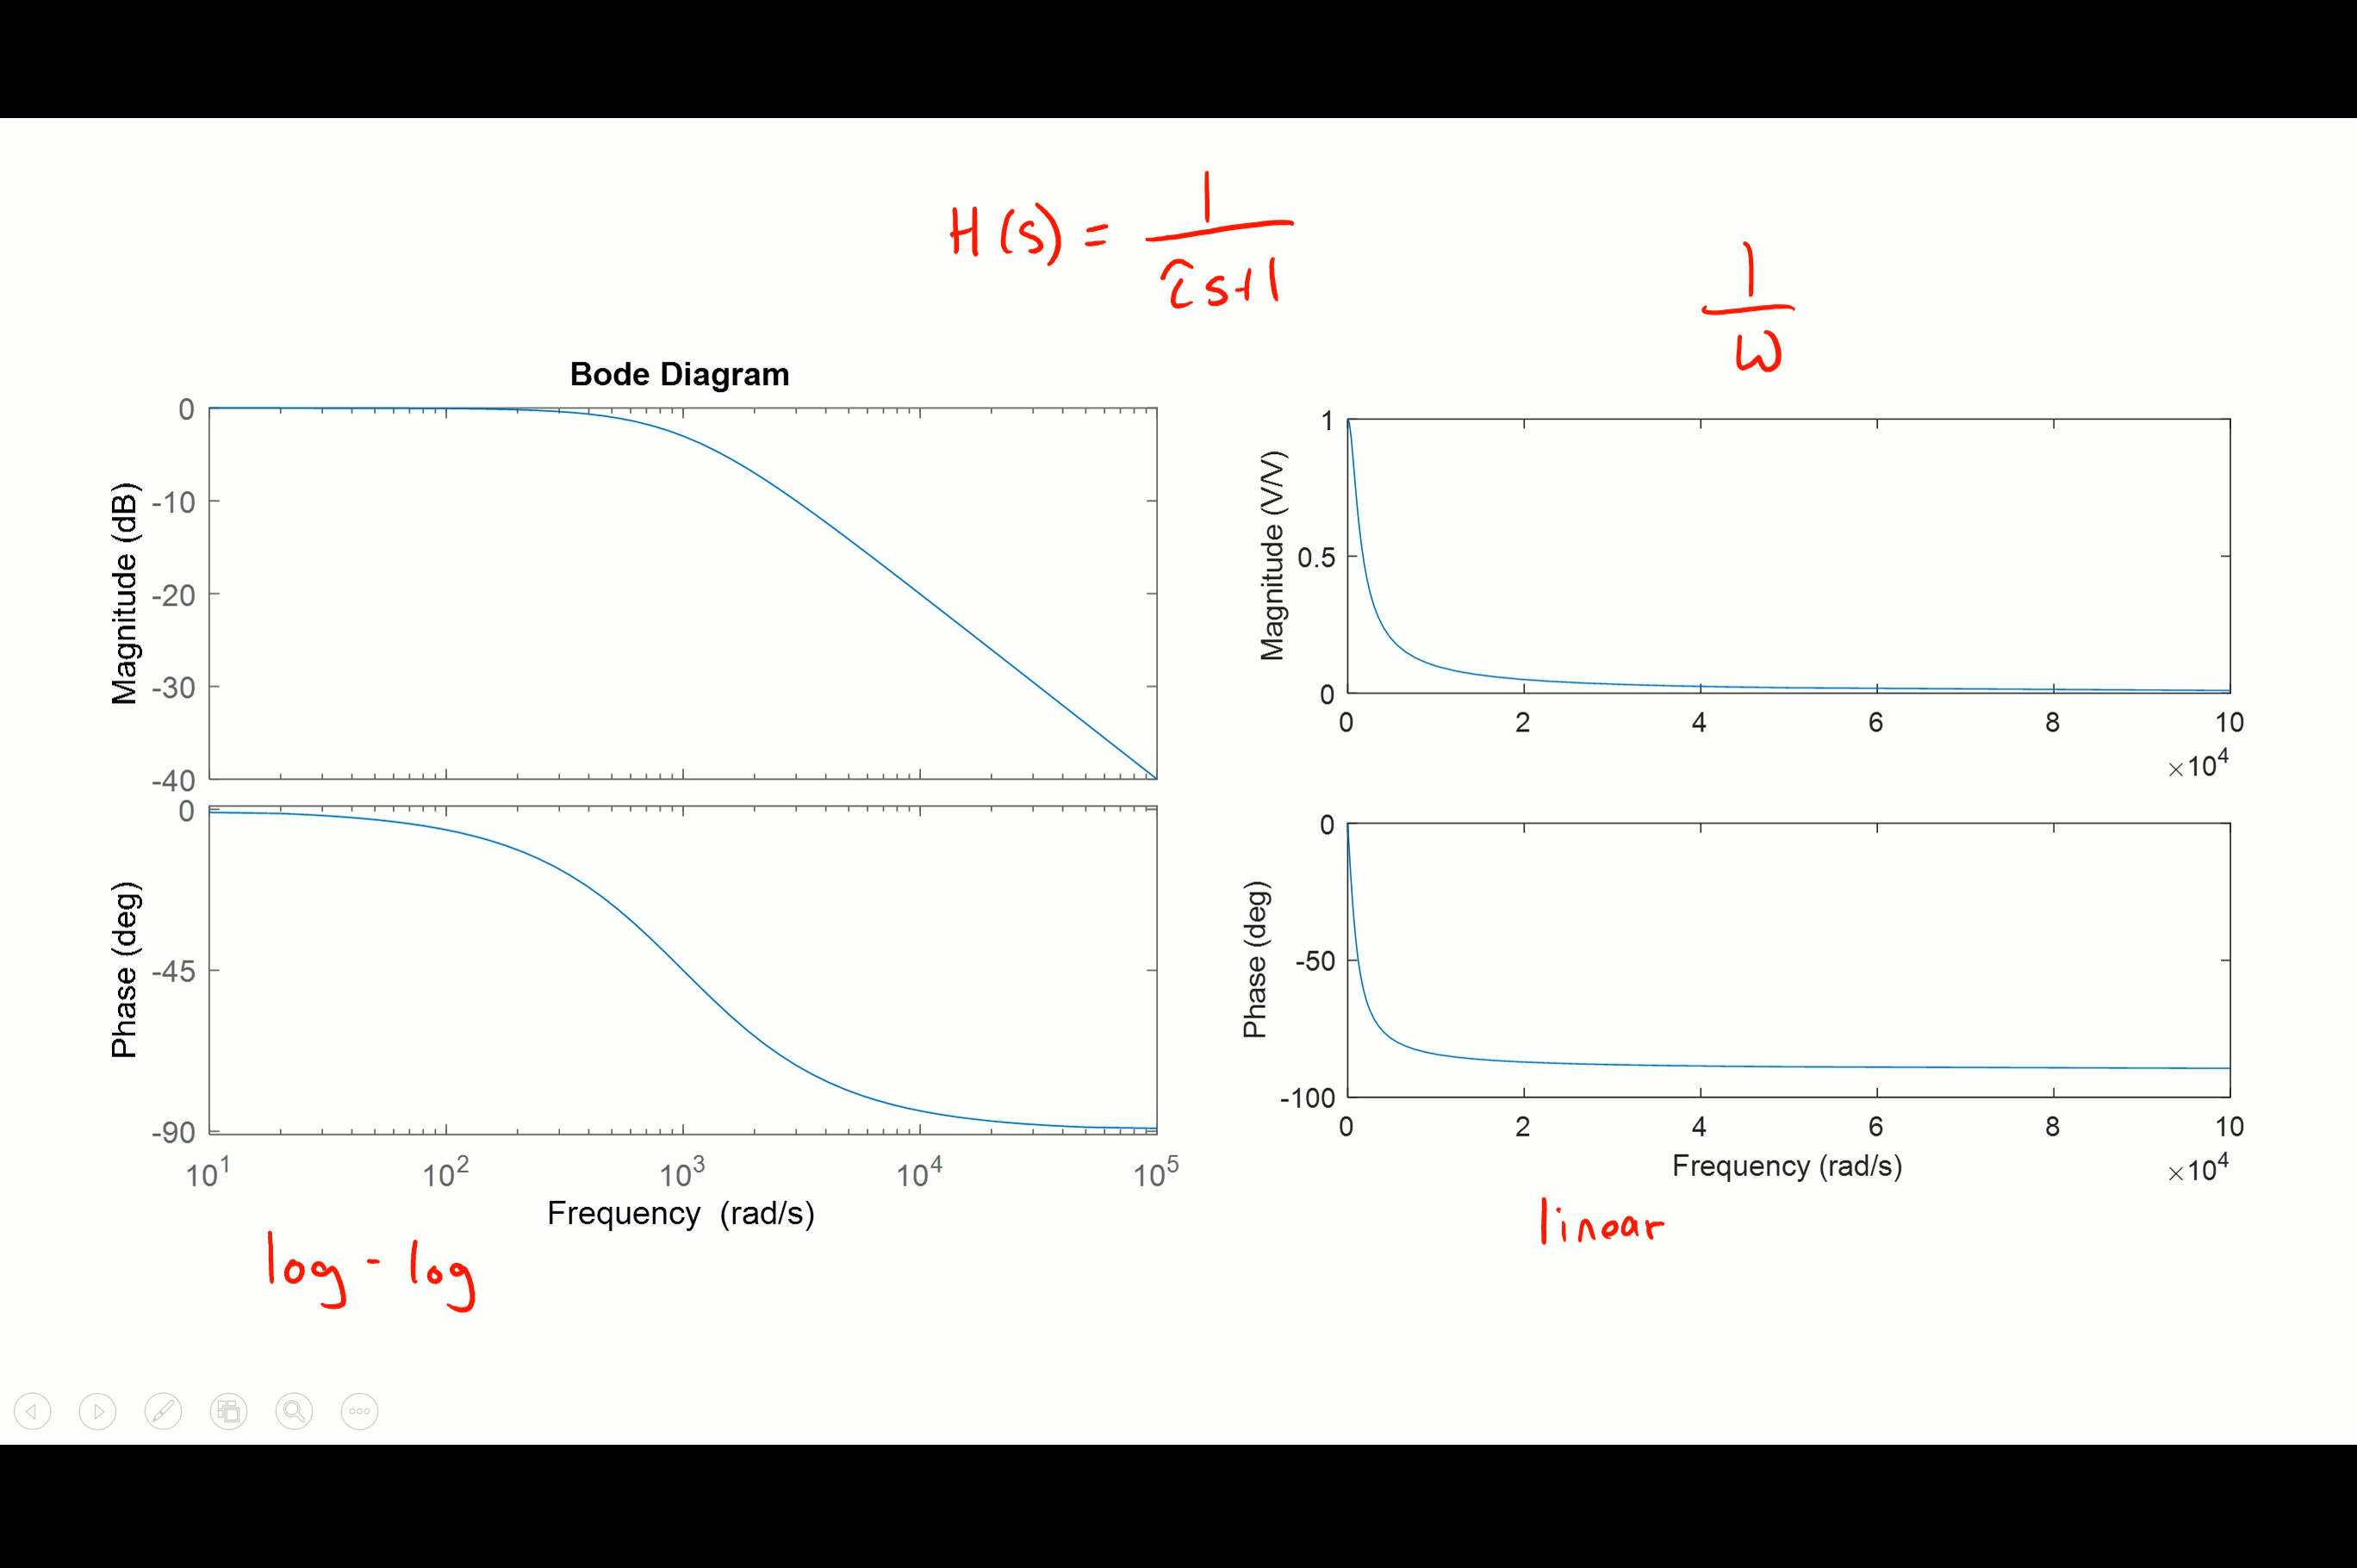 H(s) = 1
τs+1
1
ω
Bode Diagram
Magnitude (dB)
0
-10
-20
-30
-40
Phase (deg)
0
-45
-90
10^1 10^2 10^3 10^4 10^5
Frequency (rad/s)
log - log
Magnitude (V/V)
1
0.5
0
0 2 4 6 8 10
×10^4
Phase (deg)
0
-50
-100
0 2 4 6 8 10
Frequency (rad/s) ×10^4
linear